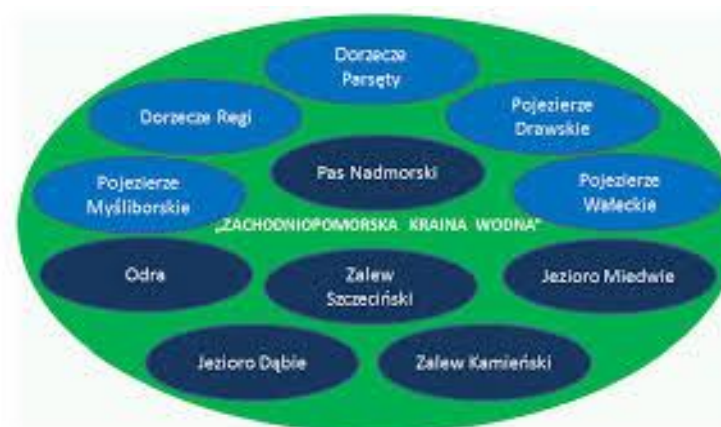 Dorzecze
Parsęty
Dorzecze Regi
Pojezierze
Drawskie
Pas Nadmorski
Pojezierze
Myśliborskie
Pojezierze
Wałeckie
„ZACHODNIOPOMORSKA KRAINA WODNA"
Odra
Zalew
Szczeciński
Jezioro Miedwie
Jezioro Dąbie
Zalew Kamieński